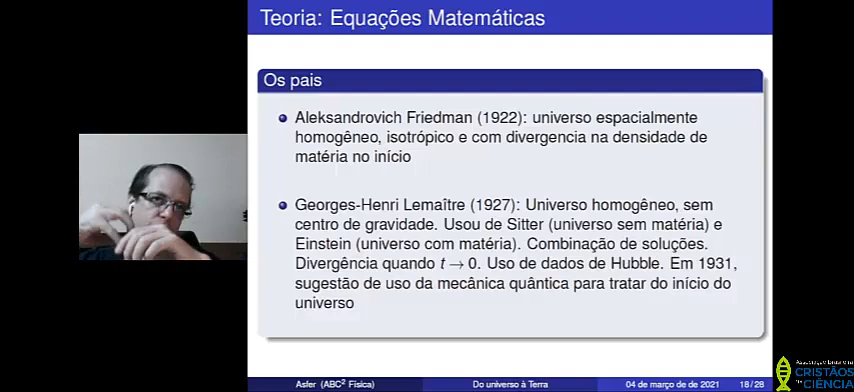 Teoria: Equações Matemáticas
Os pais
Aleksandrovich Friedman (1922): universo espacialmente
homogêneo, isotrópico e com divergencia na densidade de
matéria no início
Georges-Henri Lemaître (1927): Universo homogêneo, sem
centro de gravidade. Usou de Sitter (universo sem matéria) e
Einstein (universo com matéria). Combinação de soluções.
Divergência quando t → 0. Uso de dados de Hubble. Em 1931,
sugestão de uso da mecânica quântica para tratar do início do
universo
Asfer (ABC² Física) Do universo à Terra 04 de março de de 2021 18 / 28
Associação Brasileira
CRISTÃOS
na CIÊNCIA